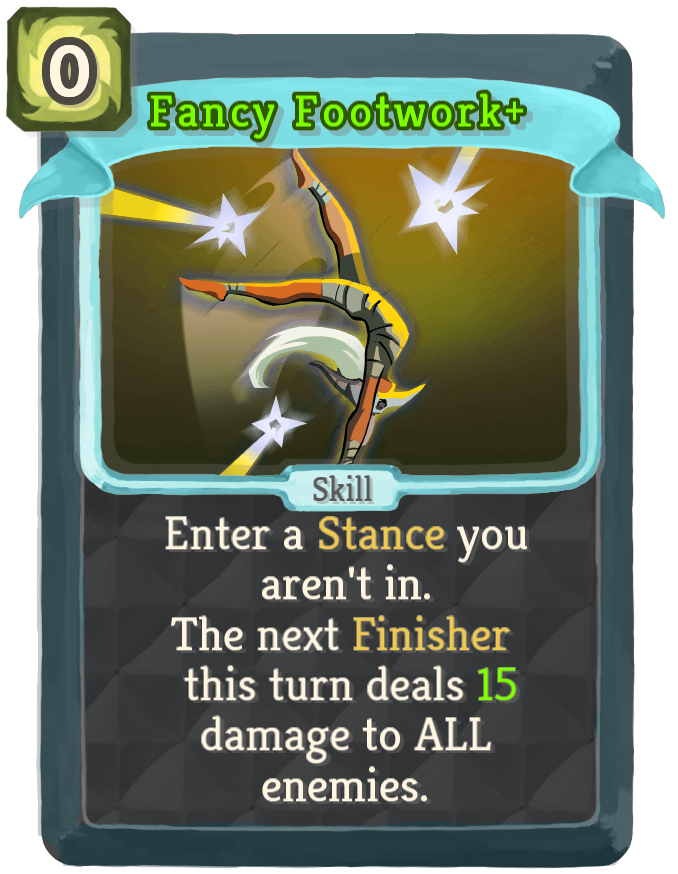 0
Fancy Footwork+
Skill
Enter a Stance you
aren't in.
The next Finisher
this turn deals 15
damage to ALL
enemies.